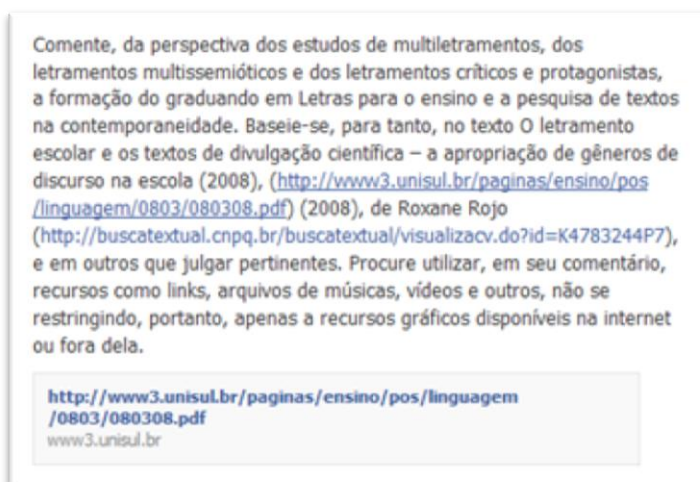 Comente, da perspectiva dos estudos de multiletramentos, dos
letramentos multissemióticos e dos letramentos críticos e protagonistas,
a formação do graduando em Letras para o ensino e a pesquisa de textos
na contemporaneidade. Baseie-se, para tanto, no texto O letramento
escolar e os textos de divulgação científica – a apropriação de gêneros de
discurso na escola (2008), (http://www3.unisul.br/paginas/ensino/pos
/linguagem/0803/080308.pdf) (2008), de Roxane Rojo
(http://buscatextual.cnpq.br/buscatextual/visualizacv.do?id=K4783244P7),
e em outros que julgar pertinentes. Procure utilizar, em seu comentário,
recursos como links, arquivos de músicas, vídeos e outros, não se
restringindo, portanto, apenas a recursos gráficos disponíveis na internet
ou fora dela.
http://www3.unisul.br/paginas/ensino/pos/linguagem
/0803/080308.pdf
www3.unisul.br